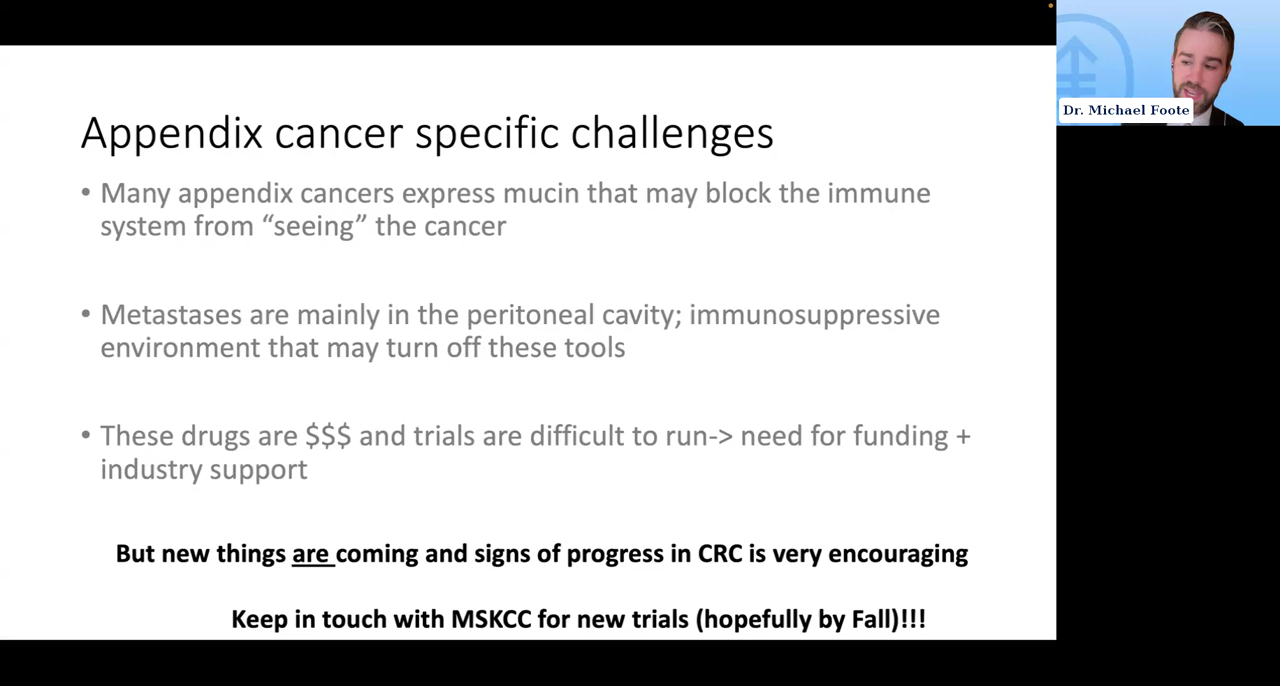 Appendix cancer specific challenges
• Many appendix cancers express mucin that may block the immune
system from “seeing” the cancer
• Metastases are mainly in the peritoneal cavity; immunosuppressive
environment that may turn off these tools
• These drugs are $$$ and trials are difficult to run-> need for funding +
industry support
But new things are coming and signs of progress in CRC is very encouraging
Keep in touch with MSKCC for new trials (hopefully by Fall)!!!
Dr. Michael Foote